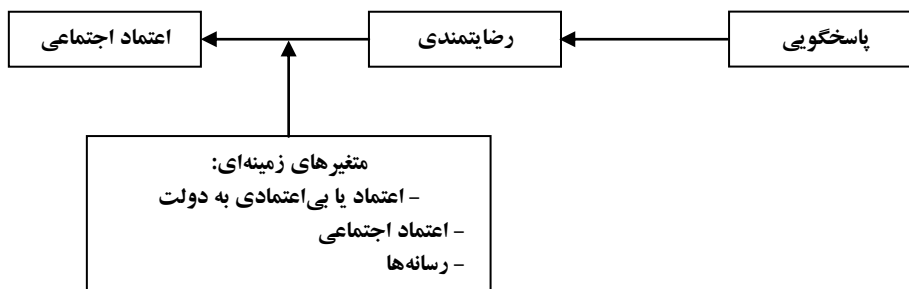 پاسخگویی
رضایتمندی
اعتماد اجتماعی
متغیرهای زمینه‌ای:
- اعتماد یا بی‌اعتمادی به دولت
- اعتماد اجتماعی
- رسانه‌ها